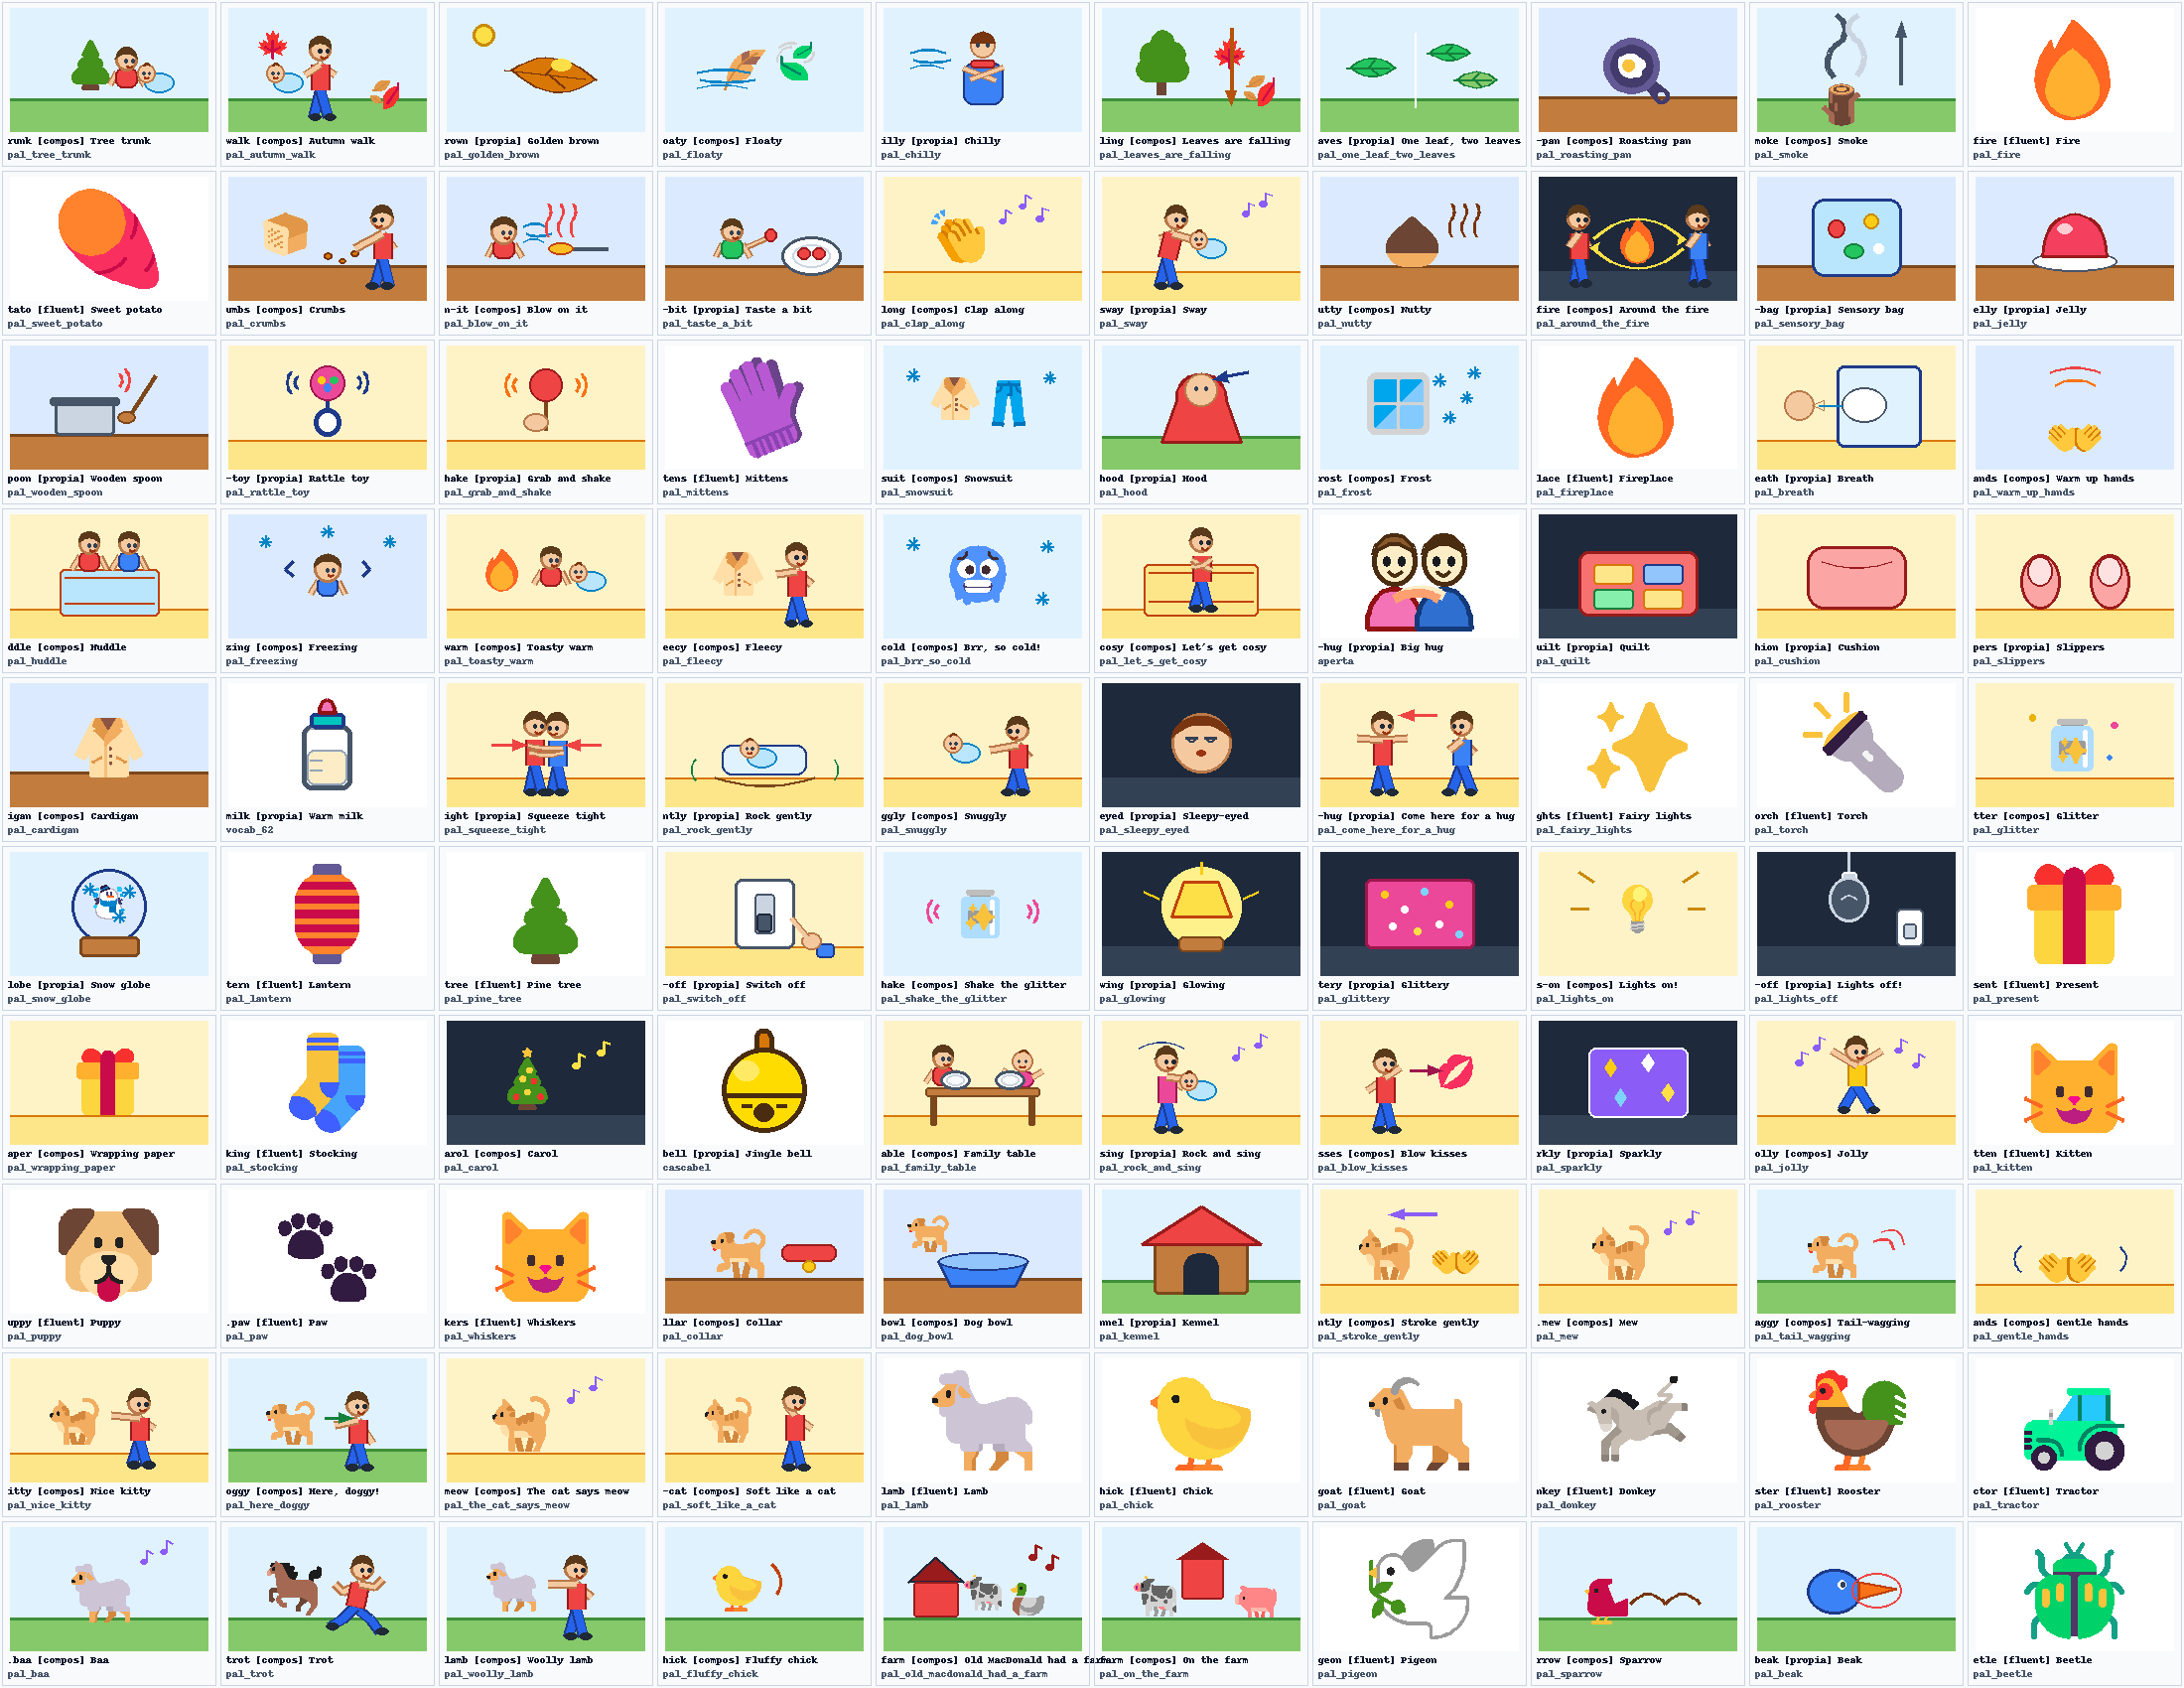 runk [compos] Tree trunk
pal_tree_trunk
walk [compos] Autumn walk
pal_autumn_walk
rown [propia] Golden brown
pal_golden_brown
oaty [compos] Floaty
pal_floaty
illy [propia] Chilly
pal_chilly
ling [compos] Leaves are falling
pal_leaves_are_falling
aves [propia] One leaf, two leaves
pal_one_leaf_two_leaves
-pan [compos] Roasting pan
pal_roasting_pan
moke [compos] Smoke
pal_smoke
fire [fluent] Fire
pal_fire
tato [fluent] Sweet potato
pal_sweet_potato
umbs [compos] Crumbs
pal_crumbs
n-it [compos] Blow on it
pal_blow_on_it
-bit [propia] Taste a bit
pal_taste_a_bit
long [compos] Clap along
pal_clap_along
sway [propia] Sway
pal_sway
utty [compos] Nutty
pal_nutty
fire [compos] Around the fire
pal_around_the_fire
-bag [propia] Sensory bag
pal_sensory_bag
elly [propia] Jelly
pal_jelly
poon [propia] Wooden spoon
pal_wooden_spoon
-toy [propia] Rattle toy
pal_rattle_toy
hake [propia] Grab and shake
pal_grab_and_shake
tens [fluent] Mittens
pal_mittens
suit [compos] Snowsuit
pal_snowsuit
hood [propia] Hood
pal_hood
rost [compos] Frost
pal_frost
lace [fluent] Fireplace
pal_fireplace
eath [propia] Breath
pal_breath
ands [compos] Warm up hands
pal_warm_up_hands
ddle [compos] Huddle
pal_huddle
zing [compos] Freezing
pal_freezing
warm [compos] Toasty warm
pal_toasty_warm
eecy [compos] Fleecy
pal_fleecy
cold [compos] Brr, so cold!
pal_brr_so_cold
cosy [compos] Let's get cosy
pal_let_s_get_cosy
-hug [propia] Big hug
aperta
uilt [propia] Quilt
pal_quilt
hion [propia] Cushion
pal_cushion
pers [propia] Slippers
pal_slippers
igan [compos] Cardigan
pal_cardigan
milk [propia] Warm milk
vocab_62
ight [propia] Squeeze tight
pal_squeeze_tight
ntly [propia] Rock gently
pal_rock_gently
ggly [compos] Snuggly
pal_snuggly
eyed [propia] Sleepy-eyed
pal_sleepy_eyed
-hug [propia] Come here for a hug
pal_come_here_for_a_hug
ghts [fluent] Fairy lights
pal_fairy_lights
orch [fluent] Torch
pal_torch
tter [compos] Glitter
pal_glitter
lobe [propia] Snow globe
pal_snow_globe
tern [fluent] Lantern
pal_lantern
tree [fluent] Pine tree
pal_pine_tree
-off [propia] Switch off
pal_switch_off
hake [compos] Shake the glitter
pal_shake_the_glitter
wing [propia] Glowing
pal_glowing
tery [propia] Glittery
pal_glittery
s-on [compos] Lights on!
pal_lights_on
-off [propia] Lights off!
pal_lights_off
sent [fluent] Present
pal_present
aper [compos] Wrapping paper
pal_wrapping_paper
king [fluent] Stocking
pal_stocking
arol [compos] Carol
pal_carol
bell [propia] Jingle bell
cascabel
able [compos] Family table
pal_family_table
sing [propia] Rock and sing
pal_rock_and_sing
sses [compos] Blow kisses
pal_blow_kisses
rkly [propia] Sparkly
pal_sparkly
olly [compos] Jolly
pal_jolly
tten [fluent] Kitten
pal_kitten
uppy [fluent] Puppy
pal_puppy
.paw [fluent] Paw
pal_paw
kers [fluent] Whiskers
pal_whiskers
llar [compos] Collar
pal_collar
bowl [compos] Dog bowl
pal_dog_bowl
nnel [propia] Kennel
pal_kennel
ntly [compos] Stroke gently
pal_stroke_gently
.mew [compos] Mew
pal_mew
aggy [compos] Tail-wagging
pal_tail_wagging
ands [compos] Gentle hands
pal_gentle_hands
itty [compos] Nice kitty
pal_nice_kitty
oggy [compos] Here, doggy!
pal_here_doggy
meow [compos] The cat says meow
pal_the_cat_says_meow
-cat [compos] Soft like a cat
pal_soft_like_a_cat
lamb [fluent] Lamb
pal_lamb
hick [fluent] Chick
pal_chick
goat [fluent] Goat
pal_goat
nkey [fluent] Donkey
pal_donkey
ster [fluent] Rooster
pal_rooster
ctor [fluent] Tractor
pal_tractor
.baa [compos] Baa
pal_baa
trot [compos] Trot
pal_trot
lamb [compos] Woolly lamb
pal_woolly_lamb
hick [compos] Fluffy chick
pal_fluffy_chick
farm [compos] Old MacDonald had a farm
pal_old_macdonald_had_a_farm
farm [compos] On the farm
pal_on_the_farm
geon [fluent] Pigeon
pal_pigeon
rrow [compos] Sparrow
pal_sparrow
beak [propia] Beak
pal_beak
etle [fluent] Beetle
pal_beetle